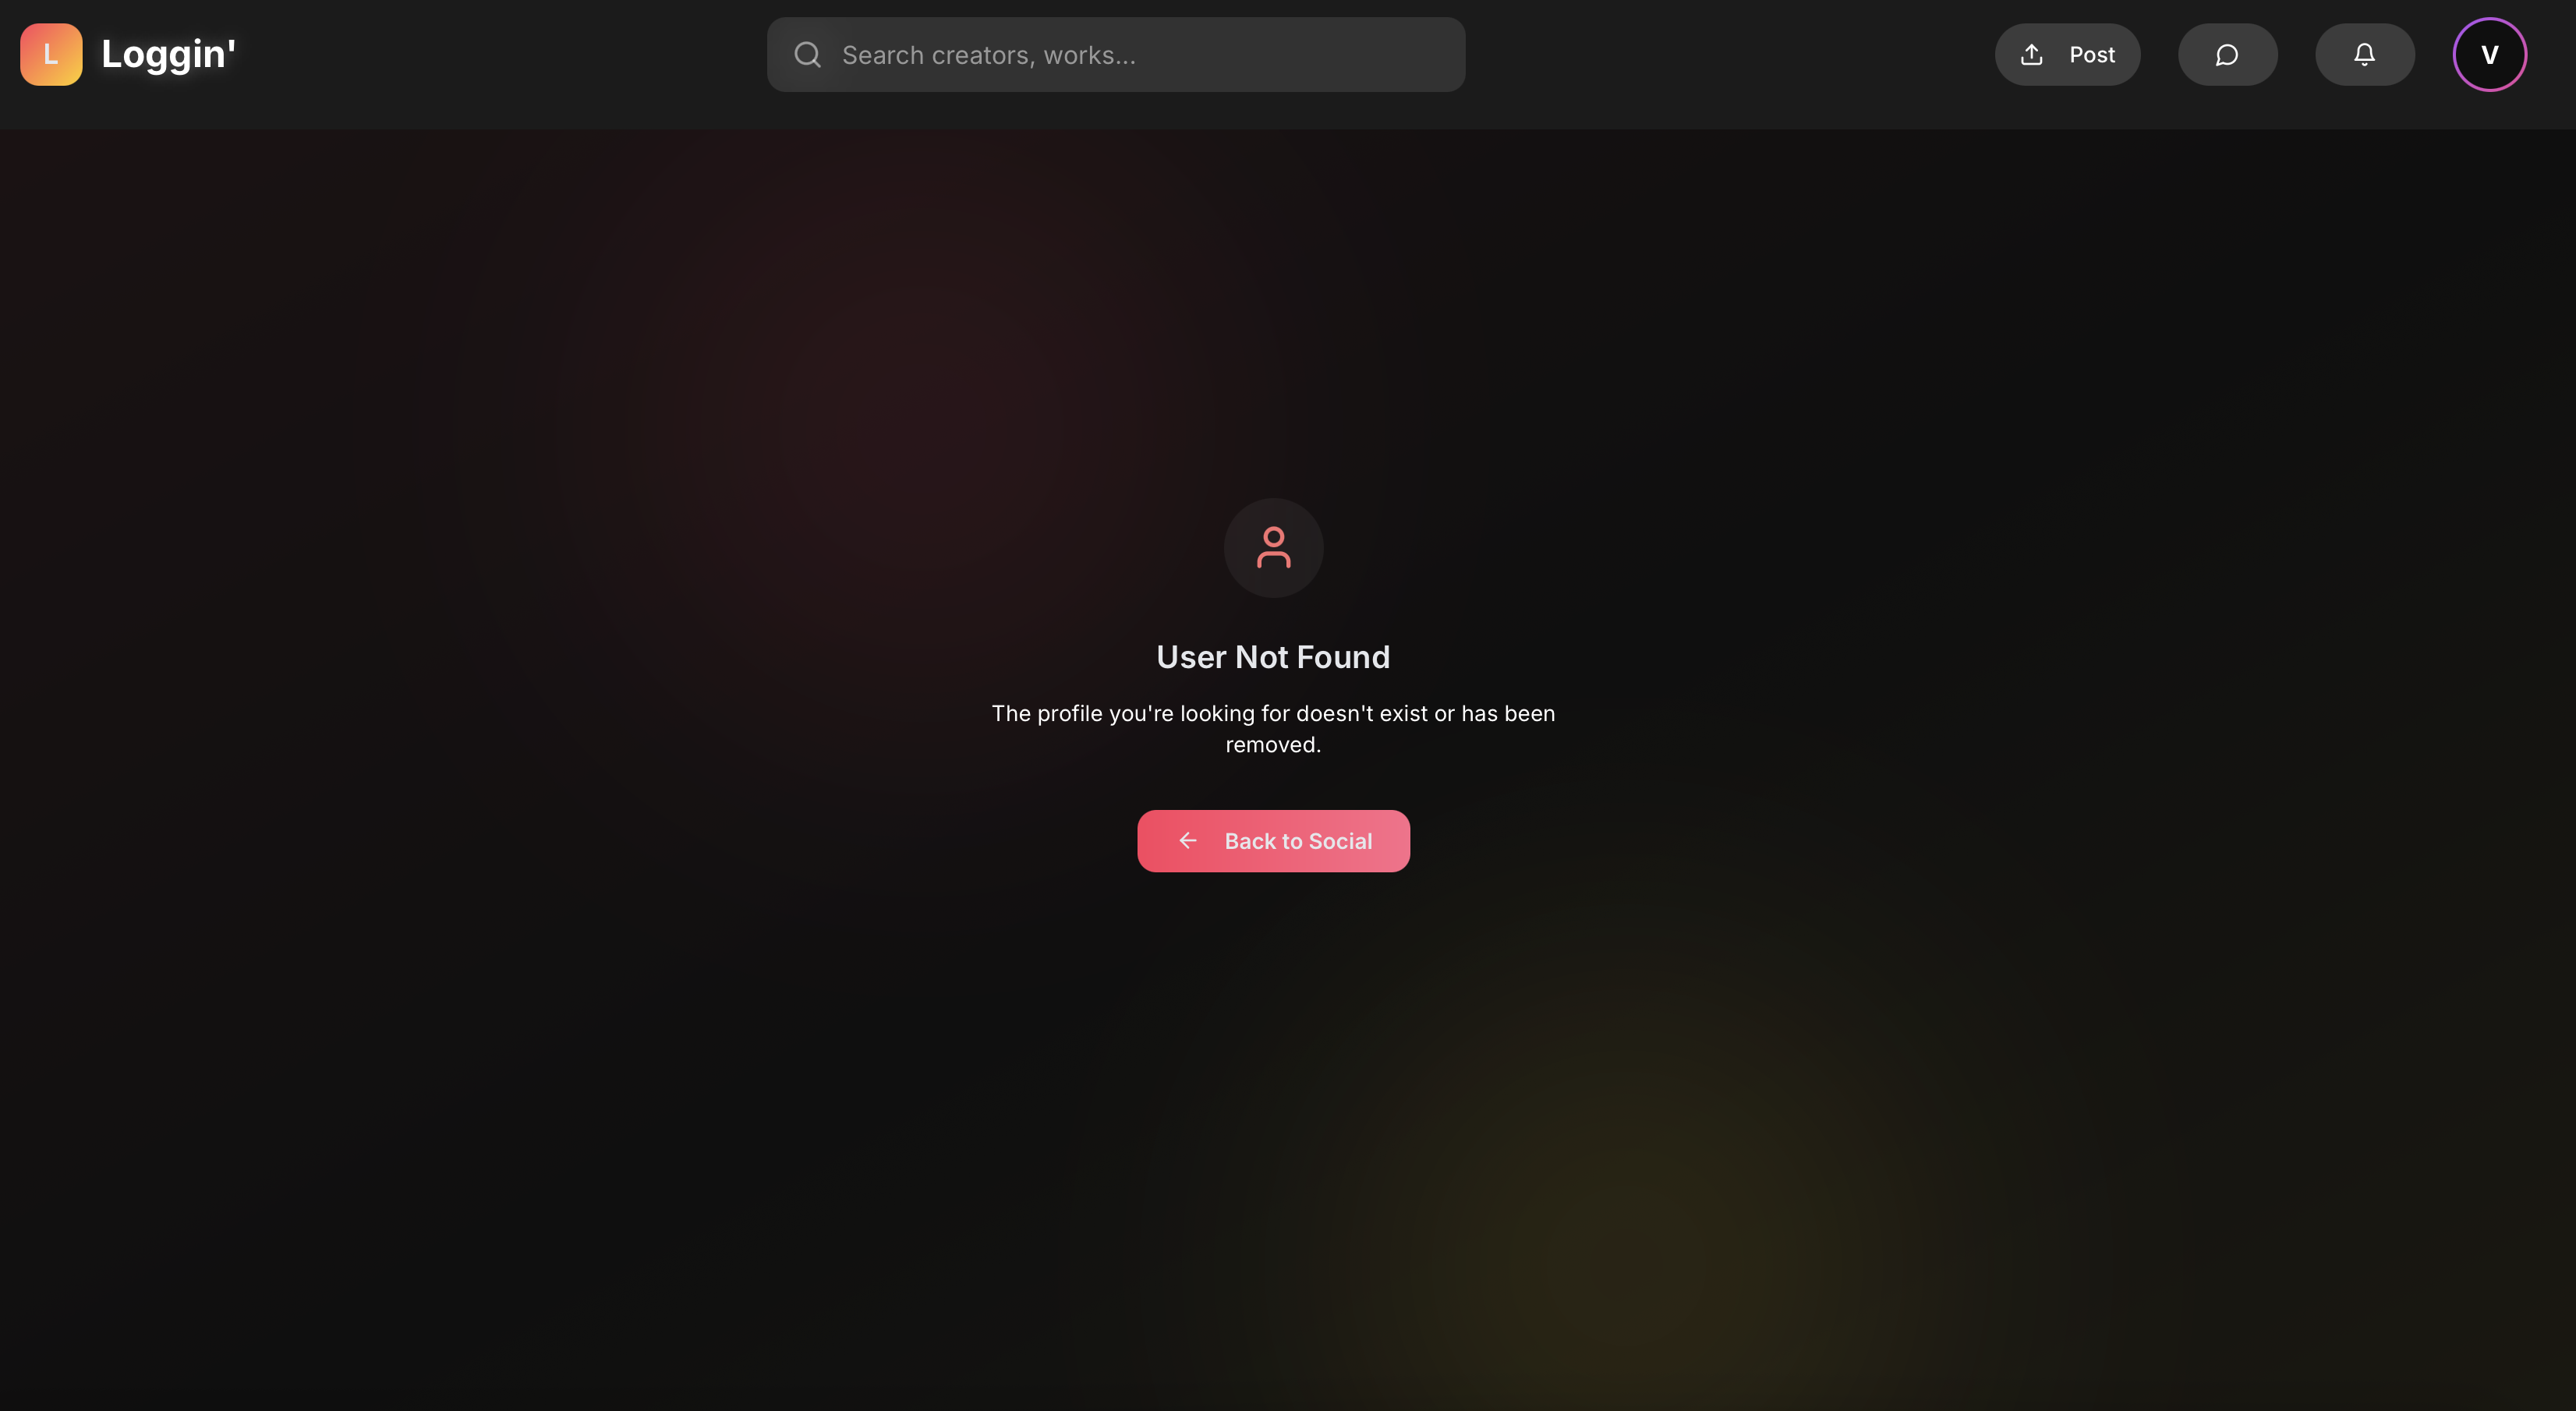 L
Loggin'
Search creators, works...
Post
V
User Not Found
The profile you're looking for doesn't exist or has been
removed.
Back to Social